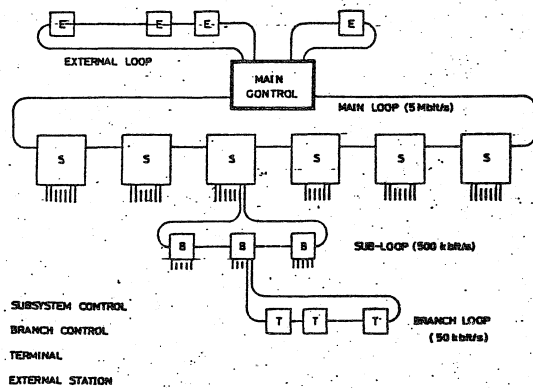 E E E E
EXTERNAL LOOP
MAIN
CONTROL
MAIN LOOP (5 Mbit/s)
S S S S S S
B B B
SUB-LOOP (500 kbit/s)
T T T
BRANCH LOOP
(50 kbit/s)
SUBSYSTEM CONTROL
BRANCH CONTROL
TERMINAL
EXTERNAL STATION